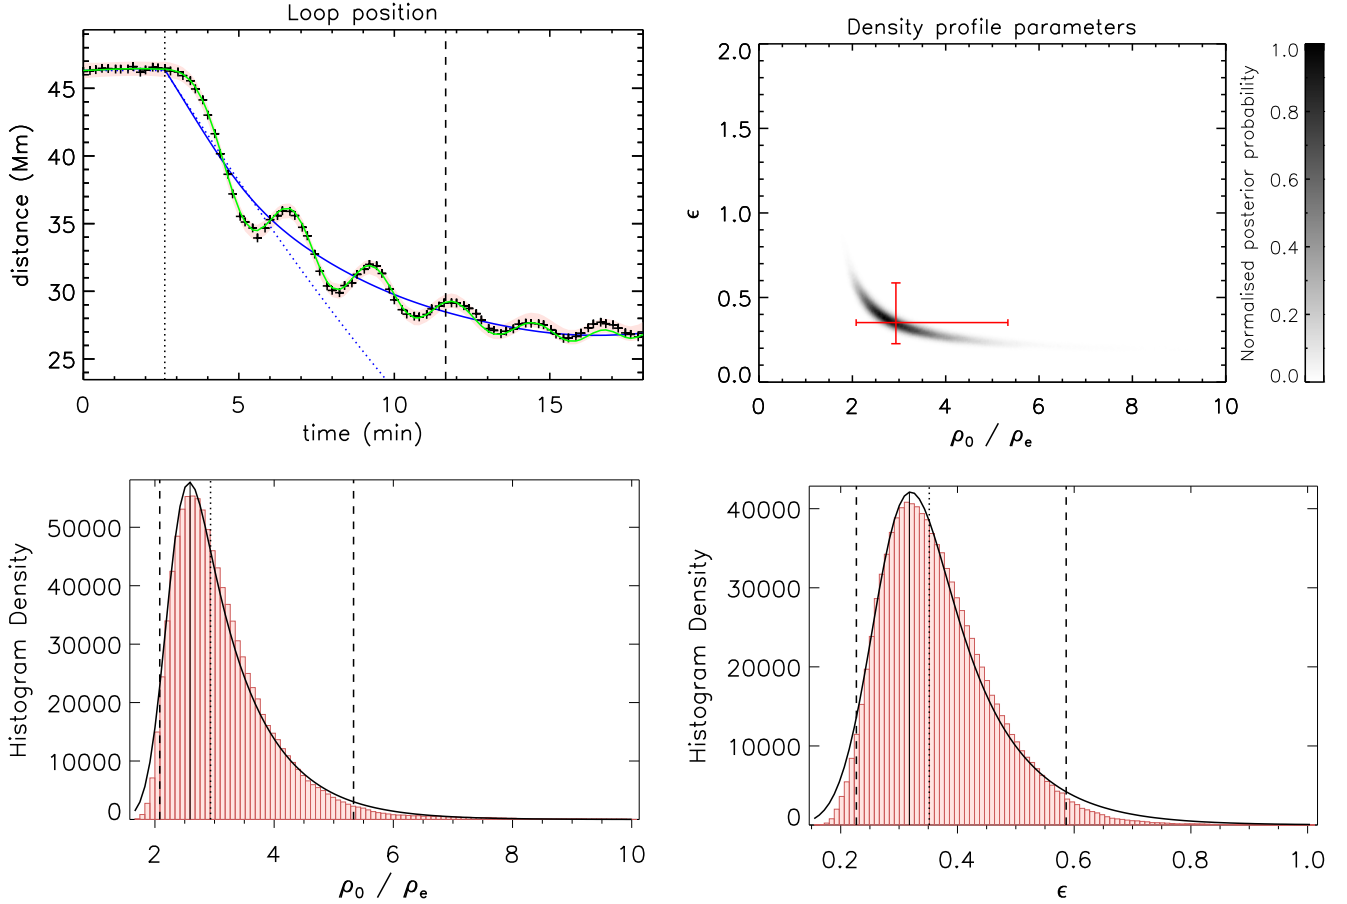 Loop position
distance (Mm)
45
40
35
30
25
0 5 10 15
time (min)
Density profile parameters
ϵ
2.0
1.5
1.0
0.5
0.0
0 2 4 6 8 10
ρ₀ / ρₑ
Normalised posterior probability
1.0
0.8
0.6
0.4
0.2
0.0
Histogram Density
50000
40000
30000
20000
10000
0
2 4 6 8 10
ρ₀ / ρₑ
Histogram Density
40000
30000
20000
10000
0
0.2 0.4 0.6 0.8 1.0
ϵ